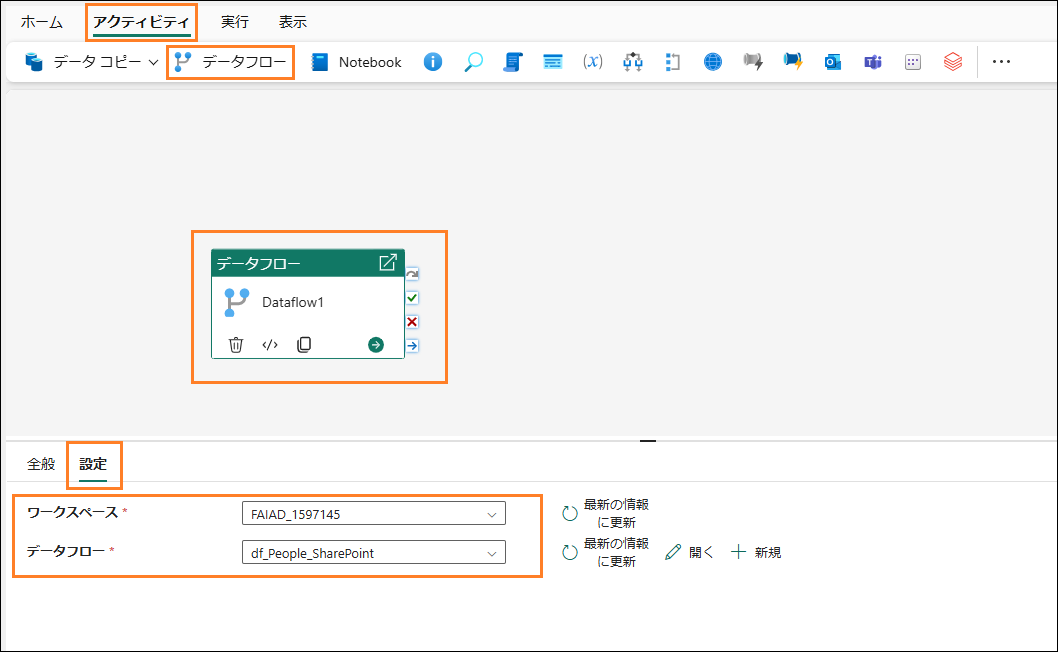 ホーム アクティビティ 実行 表示
データ コピー データフロー Notebook (x)
データフロー
Dataflow1
全般 設定
ワークスペース * FAIAD_1597145 最新の情報
に更新
データフロー * df_People_SharePoint 最新の情報
に更新 開く 新規